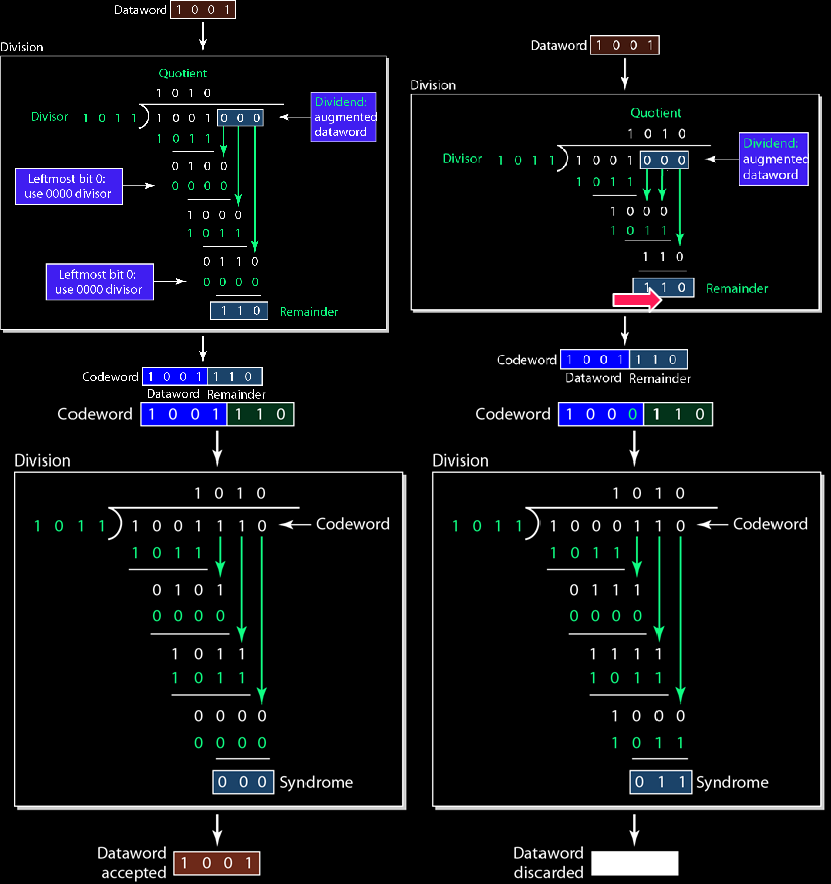 Dataword 1 0 0 1
Division
Quotient
1 0 1 0
Divisor 1 0 1 1 1 0 0 1 0 0 0
Dividend:
augmented
dataword
1 0 1 1
0 1 0 0
Leftmost bit 0:
use 0000 divisor
0 0 0 0
1 0 0 0
1 0 1 1
0 1 1 0
Leftmost bit 0:
use 0000 divisor
0 0 0 0
1 1 0 Remainder
Codeword 1 0 0 1 1 1 0
Dataword Remainder
Dataword 1 0 0 1
Division
Quotient
1 0 1 0
Divisor 1 0 1 1 1 0 0 1 0 0 0
Dividend:
augmented
dataword
1 0 1 1
1 0 0 0
1 0 1 1
1 1 0
1 1 0 Remainder
Codeword 1 0 0 1 1 1 0
Dataword Remainder
Codeword 1 0 0 1 1 1 0
Division
1 0 1 0
1 0 1 1 1 0 0 1 1 1 0 Codeword
1 0 1 1
0 1 0 1
0 0 0 0
1 0 1 1
1 0 1 1
0 0 0 0
0 0 0 0
0 0 0 Syndrome
Dataword
accepted 1 0 0 1
Codeword 1 0 0 0 1 1 0
Division
1 0 1 0
1 0 1 1 1 0 0 0 1 1 0 Codeword
1 0 1 1
0 1 1 1
0 0 0 0
1 1 1 1
1 0 1 1
1 0 0 0
1 0 1 1
0 1 1 Syndrome
Dataword
discarded